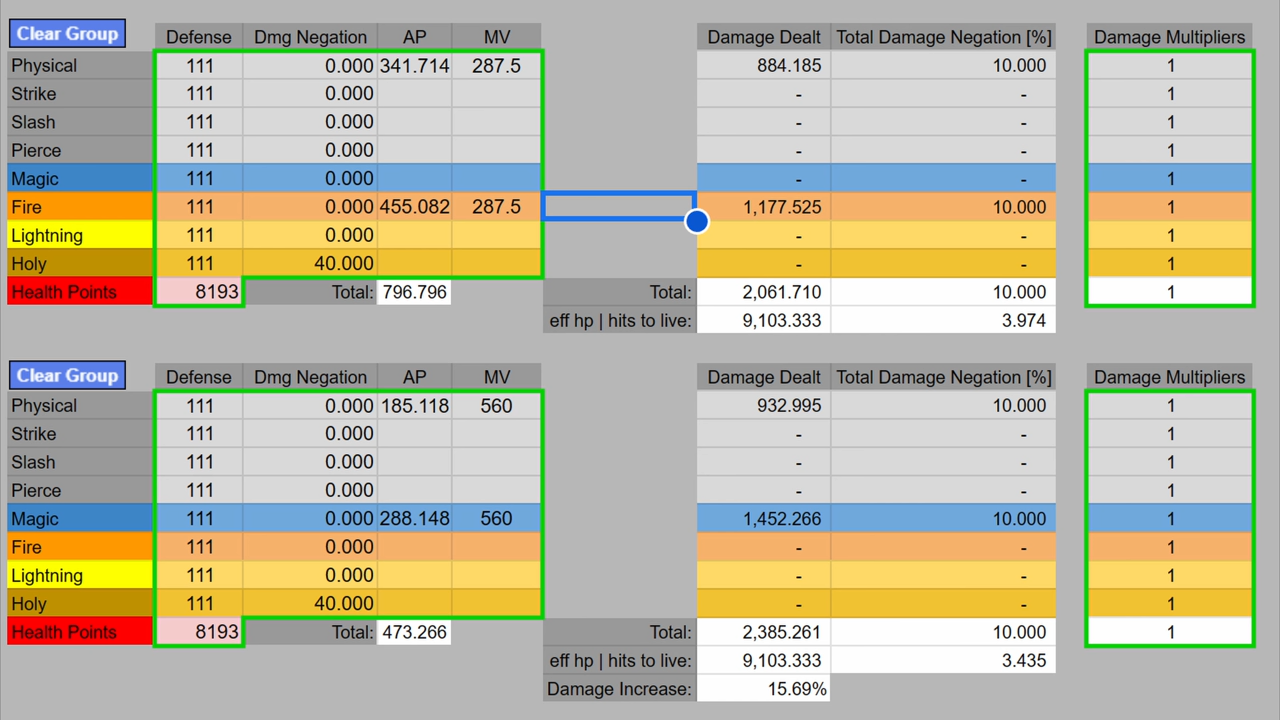 Clear Group Defense Dmg Negation AP MV Damage Dealt Total Damage Negation [%] Damage Multipliers
Physical 111 0.000 341.714 287.5 884.185 10.000 1
Strike 111 0.000 - - 1
Slash 111 0.000 - - 1
Pierce 111 0.000 - - 1
Magic 111 0.000 - - 1
Fire 111 0.000 455.082 287.5 1,177.525 10.000 1
Lightning 111 0.000 - - 1
Holy 111 40.000 - - 1
Health Points 8193 Total: 796.796 Total: 2,061.710 10.000 1
eff hp | hits to live: 9,103.333 3.974
Clear Group Defense Dmg Negation AP MV Damage Dealt Total Damage Negation [%] Damage Multipliers
Physical 111 0.000 185.118 560 932.995 10.000 1
Strike 111 0.000 - - 1
Slash 111 0.000 - - 1
Pierce 111 0.000 - - 1
Magic 111 0.000 288.148 560 1,452.266 10.000 1
Fire 111 0.000 - - 1
Lightning 111 0.000 - - 1
Holy 111 40.000 - - 1
Health Points 8193 Total: 473.266 Total: 2,385.261 10.000 1
eff hp | hits to live: 9,103.333 3.435
Damage Increase: 15.69%